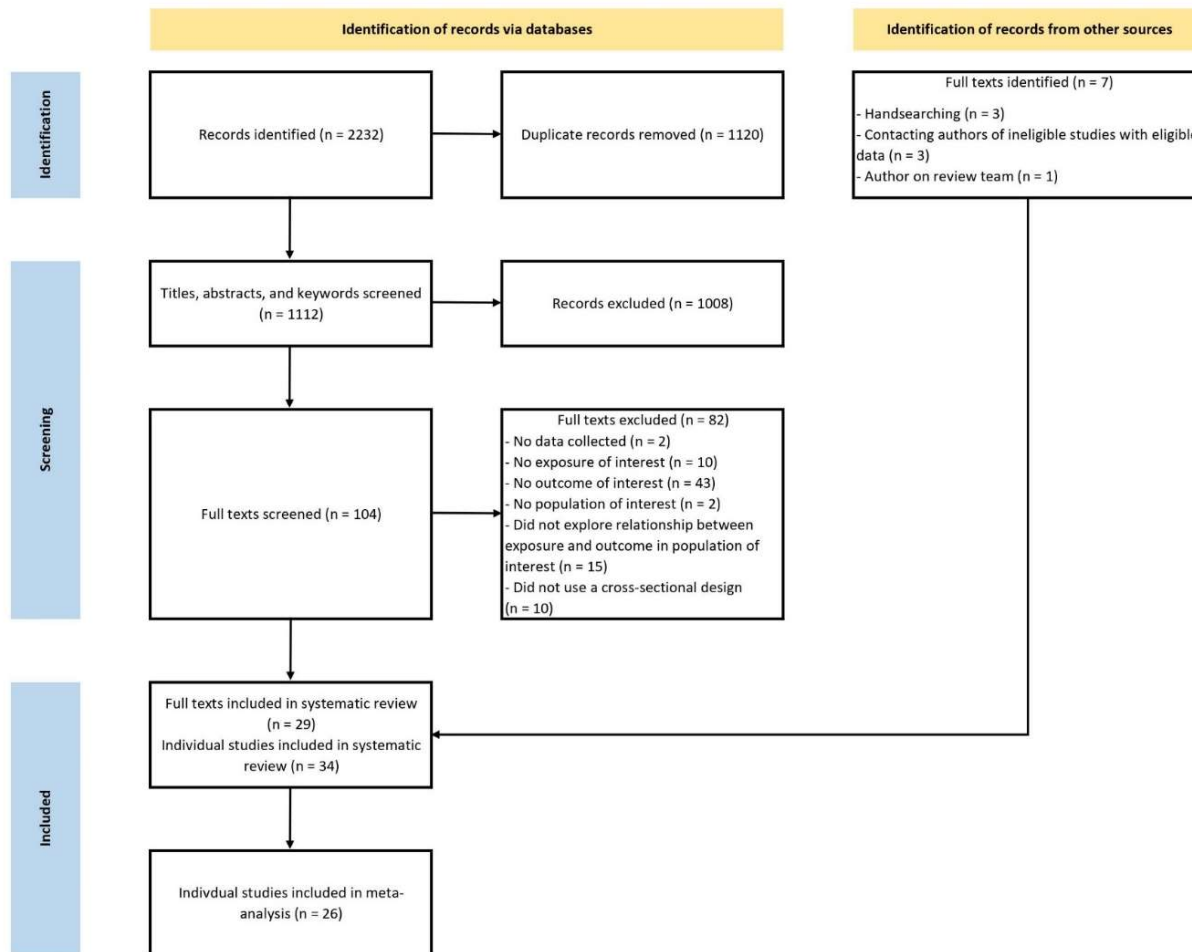 Identification of records via databases
Identification of records from other sources
Identification
Records identified (n = 2232)
Duplicate records removed (n = 1120)
Full texts identified (n = 7)
- Handsearching (n = 3)
- Contacting authors of ineligible studies with eligible
data (n = 3)
- Author on review team (n = 1)
Screening
Titles, abstracts, and keywords screened
(n = 1112)
Records excluded (n = 1008)
Full texts screened (n = 104)
Full texts excluded (n = 82)
- No data collected (n = 2)
- No exposure of interest (n = 10)
- No outcome of interest (n = 43)
- No population of interest (n = 2)
- Did not explore relationship between
exposure and outcome in population of
interest (n = 15)
- Did not use a cross-sectional design
(n = 10)
Included
Full texts included in systematic review
(n = 29)
Individual studies included in systematic
review (n = 34)
Indivdual studies included in meta-
analysis (n = 26)